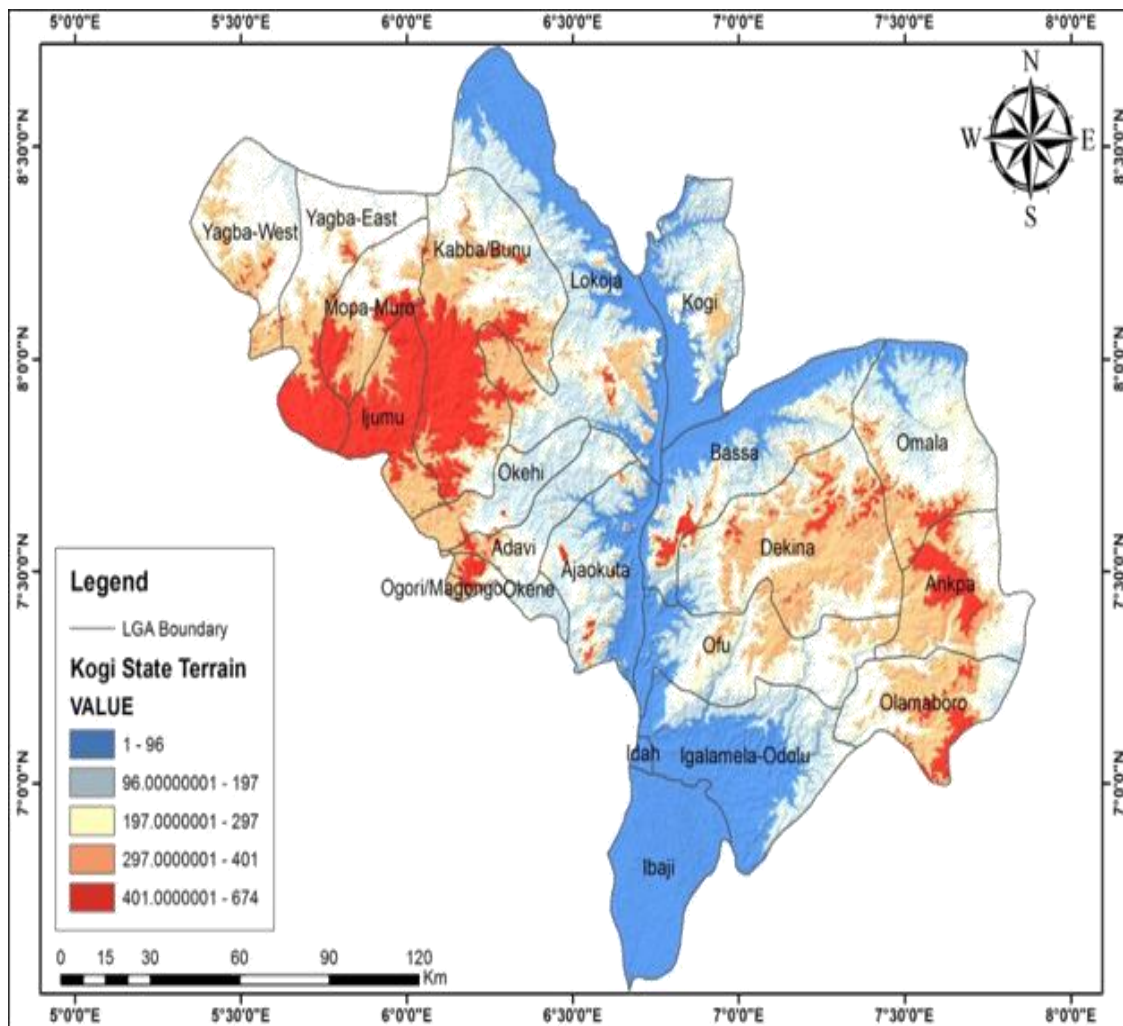 5°0'0"E 5°30'0"E 6°0'0"E 6°30'0"E 7°0'0"E 7°30'0"E 8°0'0"E
N
W E
S
8°30'0"N 8°30'0"N
8°0'0"N 8°0'0"N
7°30'0"N 7°30'0"N
7°0'0"N 7°0'0"N
Yagba-West
Yagba-East
Kabba/Bunu
Lokoja
Kogi
Mopa-Muro
Ijumu
Okehi
Bassa
Omala
Adavi
Ajaokuta
Dekina
Ankpa
Ogori/Magongo
Okene
Ofu
Olamaboro
Idah
Igalamela-Odolu
Ibaji
Legend
LGA Boundary
Kogi State Terrain
VALUE
1 - 96
96.00000001 - 197
197.0000001 - 297
297.0000001 - 401
401.0000001 - 674
0 15 30 60 90 120
Km
5°0'0"E 5°30'0"E 6°0'0"E 6°30'0"E 7°0'0"E 7°30'0"E 8°0'0"E